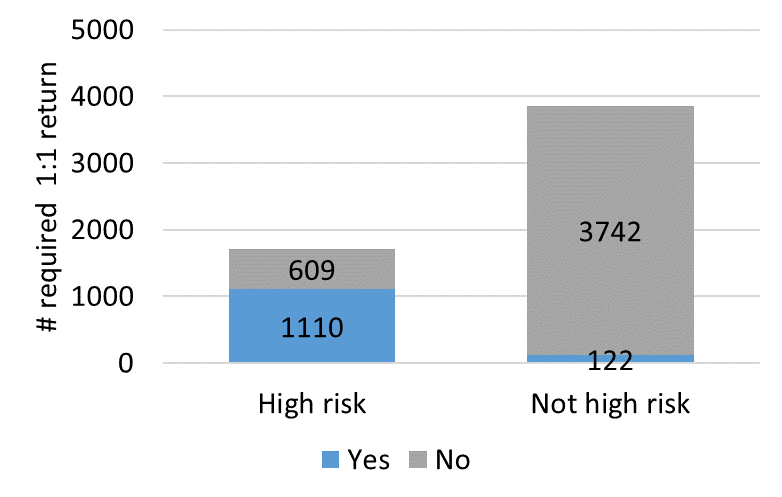 # required 1:1 return
5000
4000
3000
2000
1000
0
609
1110
3742
122
High risk
Not high risk
Yes
No